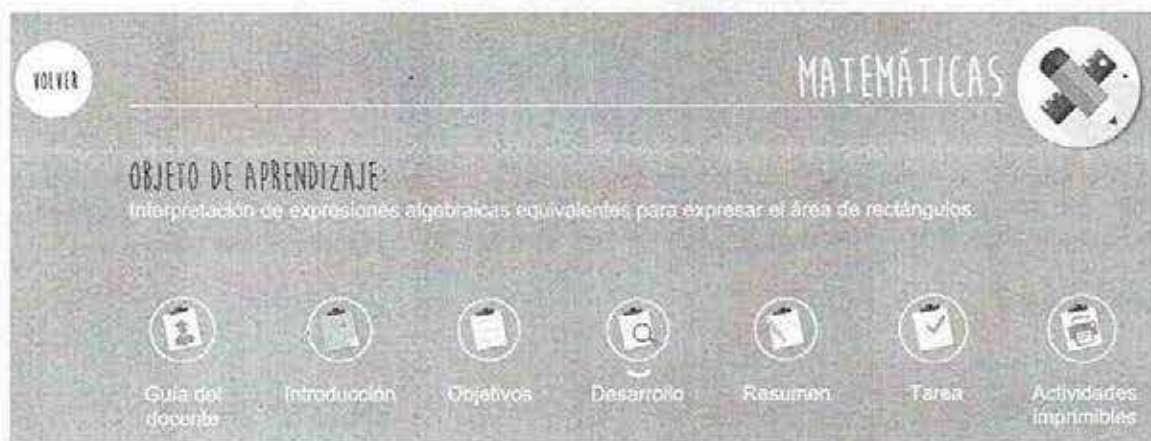 VOLVER
MATEMÁTICAS
OBJETO DE APRENDIZAJE:
Interpretación de expresiones algebraicas equivalentes para expresar el área de rectángulos.
Guía del
docente
Introducción
Objetivos
Desarrollo
Resumen
Tarea
Actividades
imprimibles